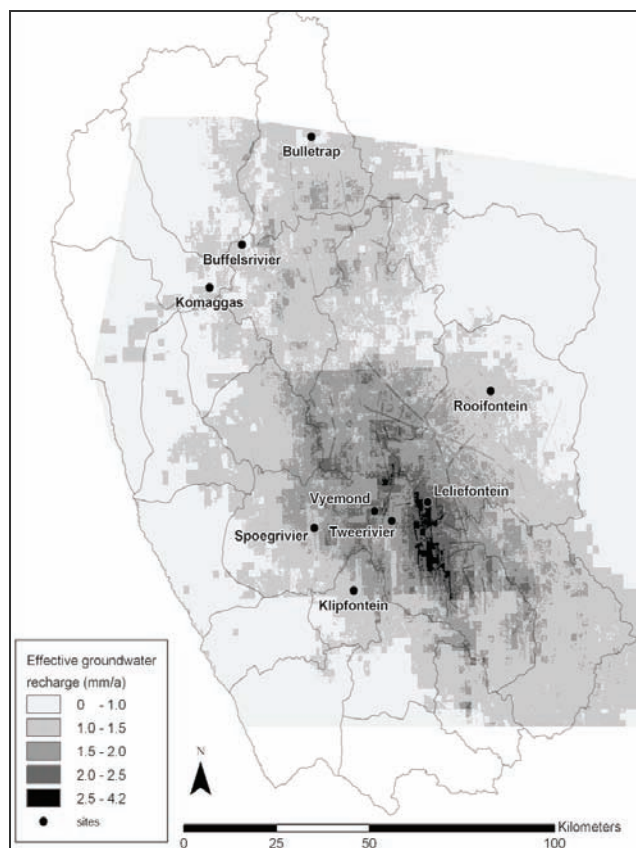 Bulletrap
Buffelsrivier
Komaggas
Rooifontein
Leliefontein
Vyemond
Tweerivier
Spoegrivier
Klipfontein
Effective groundwater
recharge (mm/a)
0 - 1.0
1.0 - 1.5
1.5 - 2.0
2.0 - 2.5
2.5 - 4.2
sites
N
Kilometers
0 25 50 100